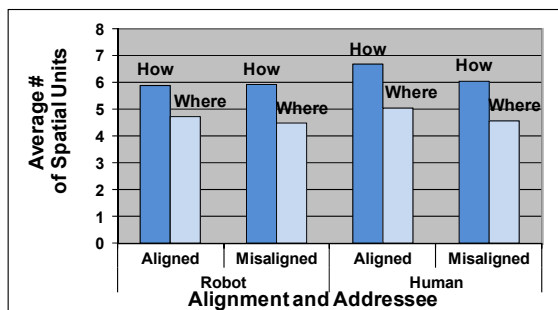 Average #
of Spatial Units
8
7
6
5
4
3
2
1
0
How
Where
How
Where
How
Where
How
Where
Aligned
Misaligned
Aligned
Misaligned
Robot
Human
Alignment and Addressee